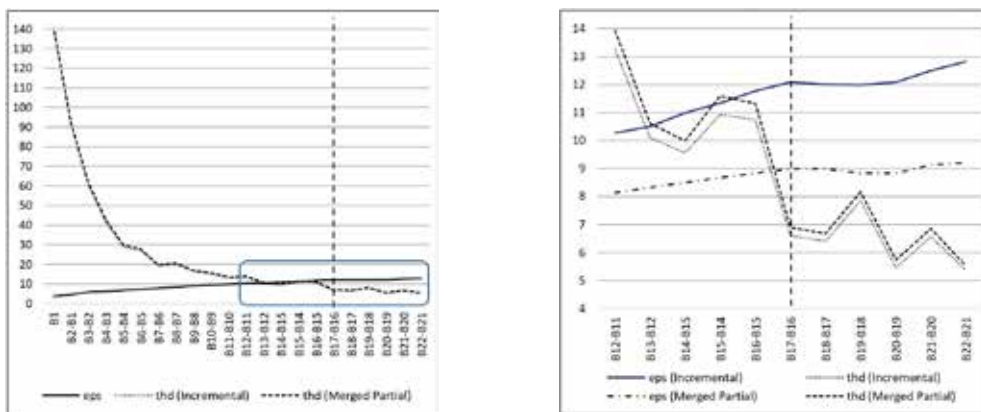 140
130
120
110
100
90
80
70
60
50
40
30
20
10
0
B1
B2-B1
B3-B2
B4-B3
B5-B4
B6-B5
B7-B6
B8-B7
B9-B8
B10-B9
B11-B10
B12-B11
B13-B12
B14-B15
B15-B14
B16-B15
B17-B16
B18-B17
B19-B18
B20-B19
B21-B20
B22-B21
eps
thd (Incremental)
thd (Merged Partial)
14
13
12
11
10
9
8
7
6
5
4
B12-B11
B13-B12
B14-B15
B15-B14
B16-B15
B17-B16
B18-B17
B19-B18
B20-B19
B21-B20
B22-B21
eps (Incremental)
thd (Incremental)
eps (Merged Partial)
thd (Merged Partial)